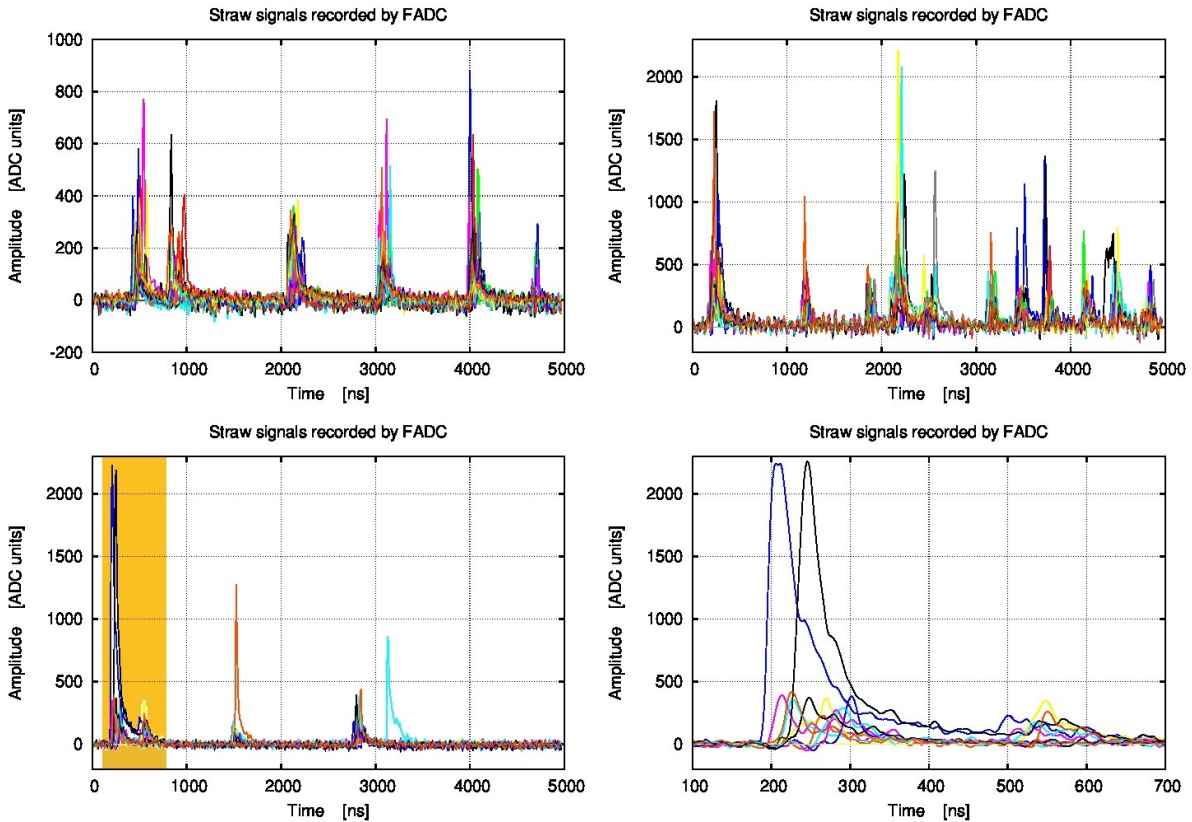 Straw signals recorded by FADC
Amplitude [ADC units]
1000
800
600
400
200
0
-200
0 1000 2000 3000 4000 5000
Time [ns]
Straw signals recorded by FADC
Amplitude [ADC units]
2000
1500
1000
500
0
0 1000 2000 3000 4000 5000
Time [ns]
Straw signals recorded by FADC
Amplitude [ADC units]
2000
1500
1000
500
0
0 1000 2000 3000 4000 5000
Time [ns]
Straw signals recorded by FADC
Amplitude [ADC units]
2000
1500
1000
500
0
100 200 300 400 500 600 700
Time [ns]